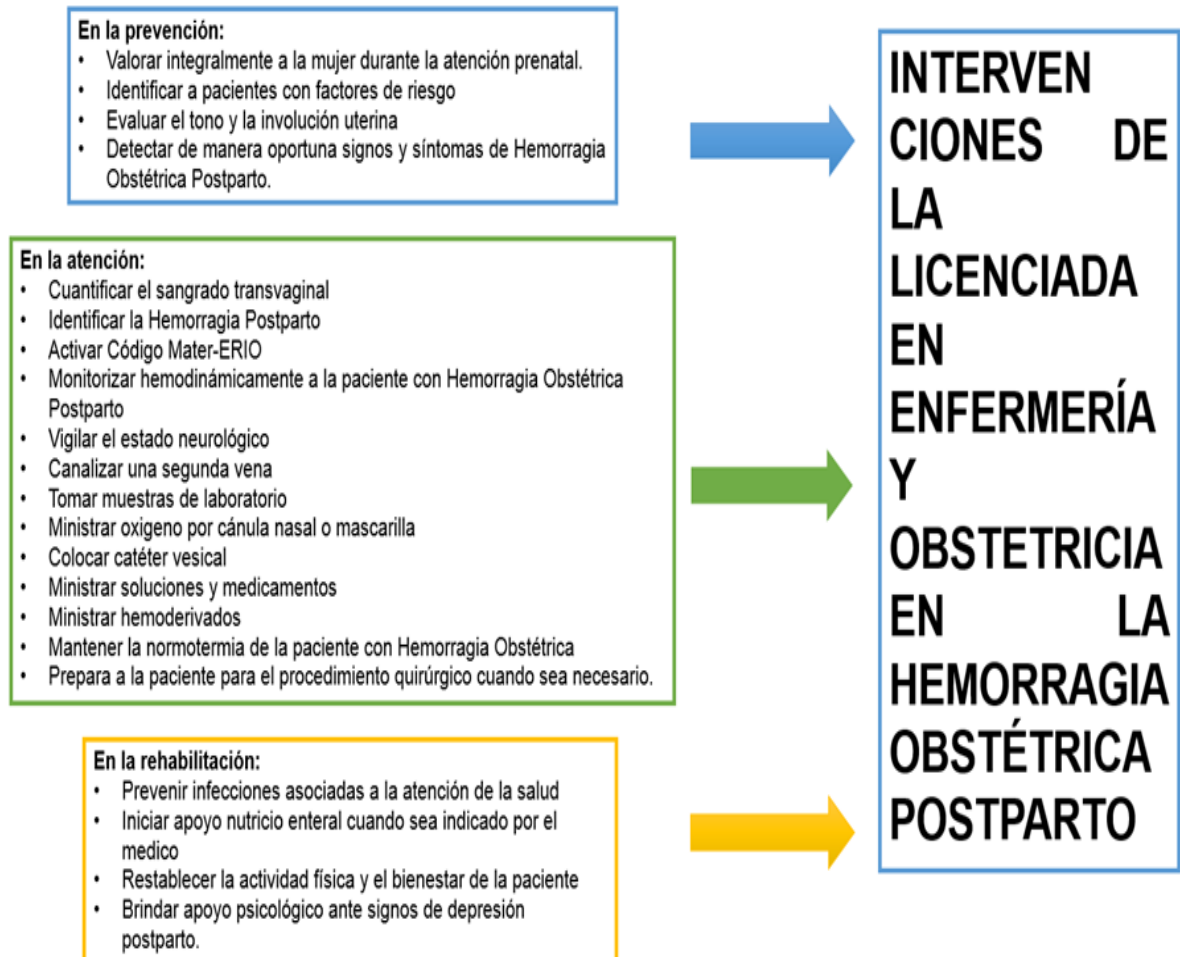 En la prevención:
• Valorar integralmente a la mujer durante la atención prenatal.
• Identificar a pacientes con factores de riesgo
• Evaluar el tono y la involución uterina
• Detectar de manera oportuna signos y síntomas de Hemorragia
Obstétrica Postparto.
En la atención:
• Cuantificar el sangrado transvaginal
• Identificar la Hemorragia Postparto
• Activar Código Mater-ERIO
• Monitorizar hemodinámicamente a la paciente con Hemorragia Obstétrica
Postparto
• Vigilar el estado neurológico
• Canalizar una segunda vena
• Tomar muestras de laboratorio
• Ministrar oxigeno por cánula nasal o mascarilla
• Colocar catéter vesical
• Ministrar soluciones y medicamentos
• Ministrar hemoderivados
• Mantener la normotermia de la paciente con Hemorragia Obstétrica
• Prepara a la paciente para el procedimiento quirúrgico cuando sea necesario.
En la rehabilitación:
• Prevenir infecciones asociadas a la atención de la salud
• Iniciar apoyo nutricio enteral cuando sea indicado por el
medico
• Restablecer la actividad física y el bienestar de la paciente
• Brindar apoyo psicológico ante signos de depresión
postparto.
INTERVEN
CIONES DE
LA
LICENCIADA
EN
ENFERMERÍA
Y
OBSTETRICIA
EN LA
HEMORRAGIA
OBSTÉTRICA
POSTPARTO